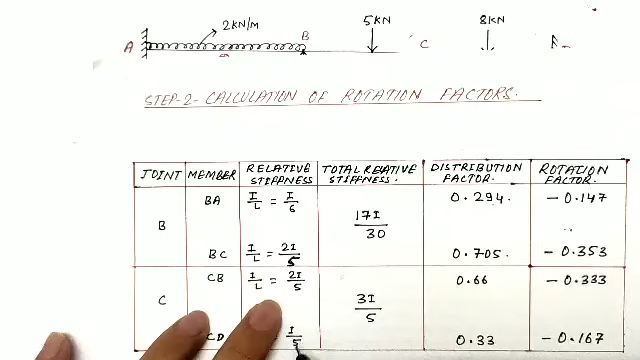 2KN/M
5KN
8KN
A
B
C
STEP-2- CALCULATION OF ROTATION FACTORS.
JOINT MEMBER RELATIVE STIFFNESS TOTAL RELATIVE STIFFNESS. DISTRIBUTION FACTOR ROTATION FACTOR.
BA I/L = I/6 0.294 -0.147
B 17I/30
BC I/L = 2I/5 0.705 -0.353
CB I/L = 2I/5 0.66 -0.333
C 3I/5
CD I/5 0.33 -0.167